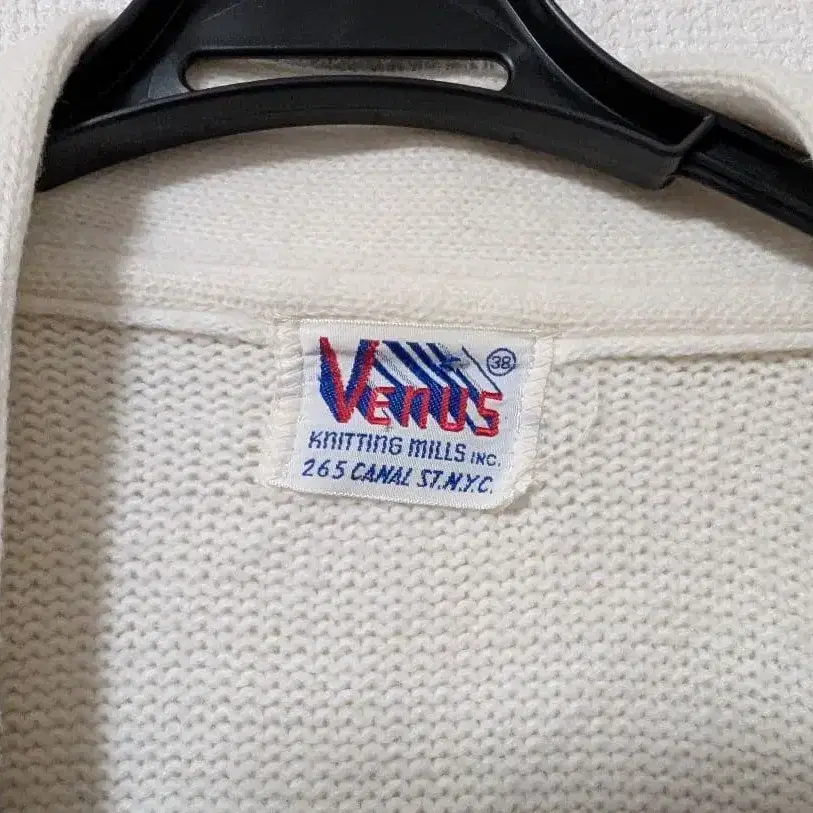 38
VENUS
KNITTING MILLS INC.
265 CANAL ST. N.Y.C.